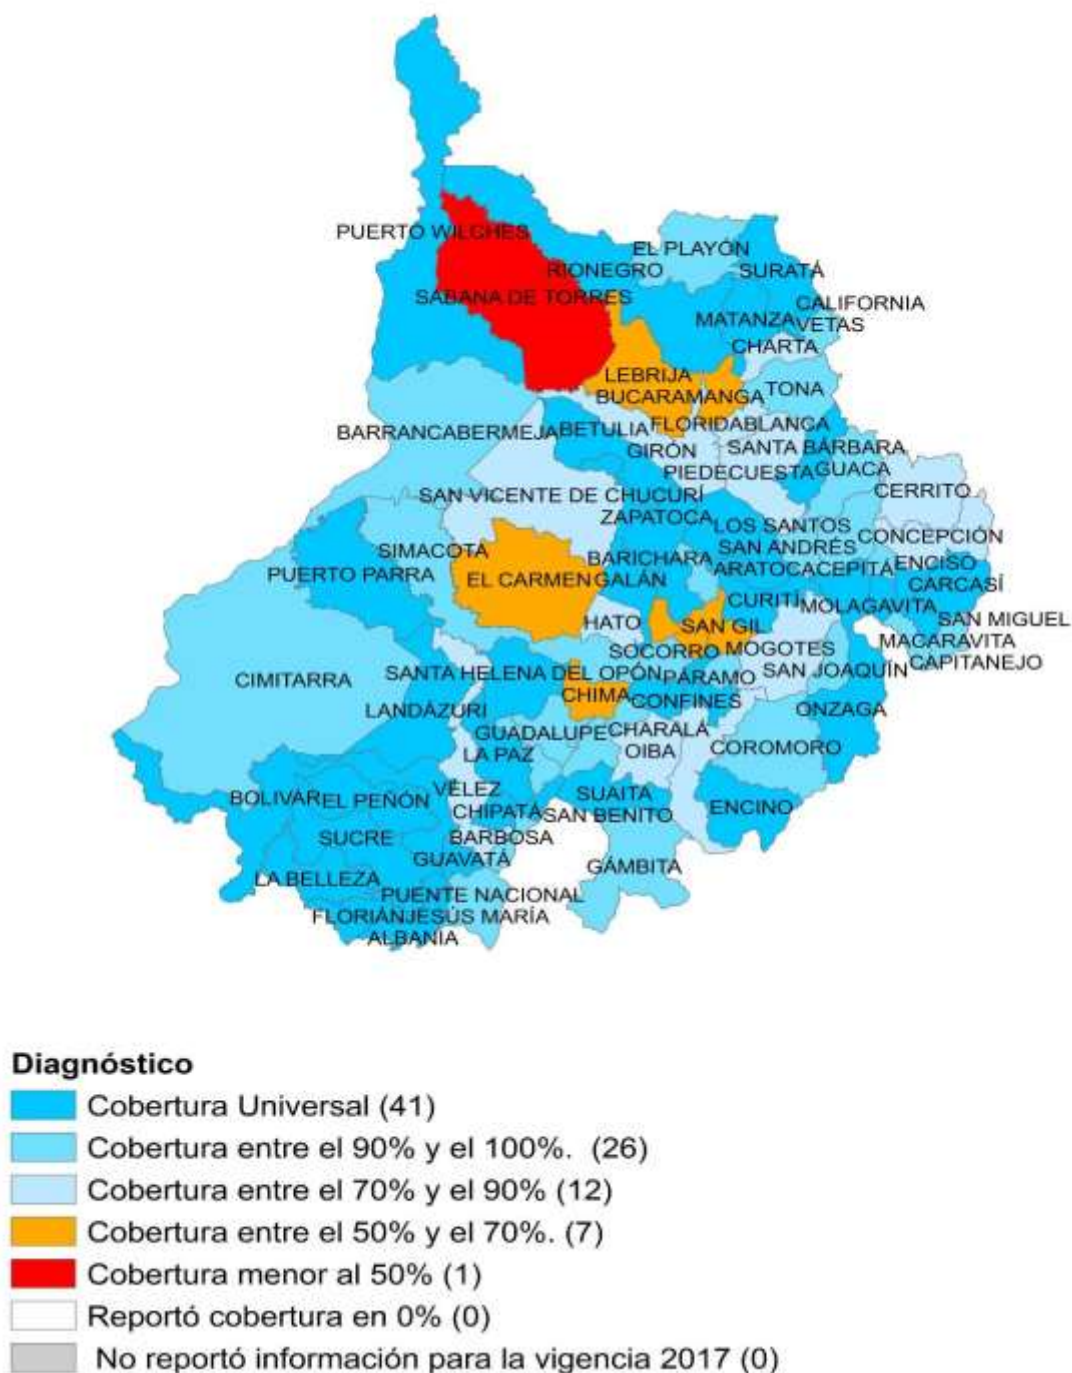 PUERTO WILCHES
EL PLAYÓN
RIONEGRO
SURATÁ
SABANA DE TORRES
CALIFORNIA
MATANZA
VETAS
CHARTA
LEBRIJA
TONA
BUCARAMANGA
BARRANCABERMEJA
BETULIA
FLORIDABLANCA
GIRÓN
SANTA BÁRBARA
PIEDECUESTA
GUACA
CERRITO
SAN VICENTE DE CHUCURÍ
ZAPATOCA
LOS SANTOS
CONCEPCIÓN
SIMACOTA
SAN ANDRÉS
BARICHARA
ARATOCA
CEPITÁ
ENCISO
PUERTO PARRA
EL CARMEN
GALÁN
CARCASÍ
CURITÍ
MOLAGAVITA
HATO
SAN GIL
SAN MIGUEL
SOCORRO
MOGOTES
MACARAVITA
CAPITANEJO
SAN JOAQUÍN
CIMITARRA
SANTA HELENA DEL OPÓN
PÁRAMO
CHIMA
CONFINES
LANDÁZURI
ONZAGA
GUADALUPE
CHARALÁ
LA PAZ
OIBA
COROMORO
VÉLEZ
SUAITA
BOLÍVAR
EL PEÑÓN
CHIPATÁ
SAN BENITO
ENCINO
SUCRE
BARBOSA
GUAVATÁ
GÁMBITA
LA BELLEZA
PUENTE NACIONAL
FLORIÁN
JESÚS MARÍA
ALBANIA
Diagnóstico
Cobertura Universal (41)
Cobertura entre el 90% y el 100%. (26)
Cobertura entre el 70% y el 90% (12)
Cobertura entre el 50% y el 70%. (7)
Cobertura menor al 50% (1)
Reportó cobertura en 0% (0)
No reportó información para la vigencia 2017 (0)